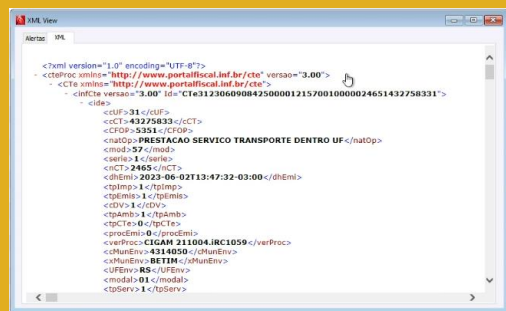 XML View
Alertas XML
<?xml version="1.0" encoding="UTF-8"?>
- <cteProc xmlns="http://www.portalfiscal.inf.br/cte" versao="3.00">
- <CTe xmlns="http://www.portalfiscal.inf.br/cte">
- <infCte versao="3.00" Id="CTe31230609084250000121570010000024651432758331">
- <ide>
<cUF>31</cUF>
<cCT>43275833</cCT>
<CFOP>5351</CFOP>
<natOp>PRESTACAO SERVICO TRANSPORTE DENTRO UF</natOp>
<mod>57</mod>
<serie>1</serie>
<nCT>2465</nCT>
<dhEmi>2023-06-02T13:47:32-03:00</dhEmi>
<tpImp>1</tpImp>
<tpEmis>1</tpEmis>
<cDV>1</cDV>
<tpAmb>1</tpAmb>
<tpCTe>0</tpCTe>
<procEmi>0</procEmi>
<verProc>CIGAM 211004.iRC1059</verProc>
<cMunEnv>4314050</cMunEnv>
<xMunEnv>BETIM</xMunEnv>
<UFEnv>RS</UFEnv>
<modal>01</modal>
<tpServ>1</tpServ>